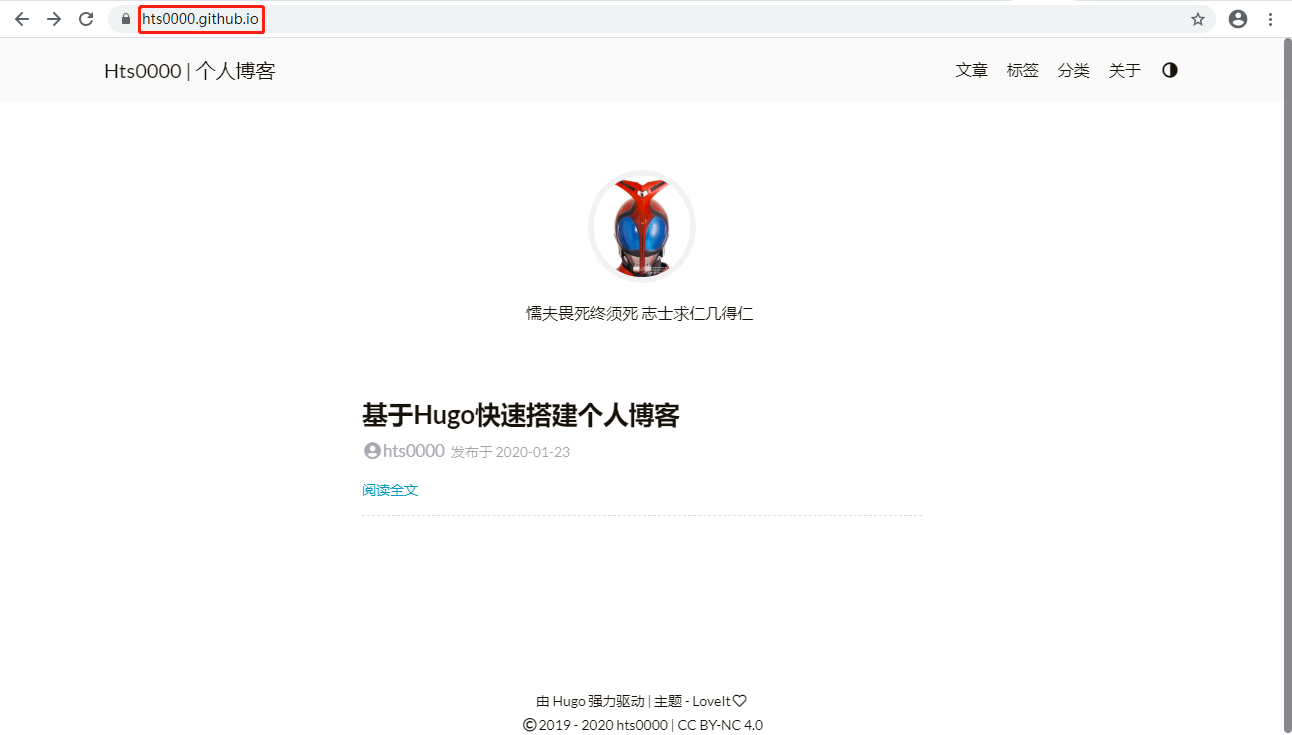 hts0000.github.io
Hts0000 | 个人博客
文章 标签 分类 关于
懦夫畏死终须死 志士求仁几得仁
基于Hugo快速搭建个人博客
hts0000 发布于 2020-01-23
阅读全文
由 Hugo 强力驱动 | 主题 - LoveIt
© 2019 - 2020 hts0000 | CC BY-NC 4.0